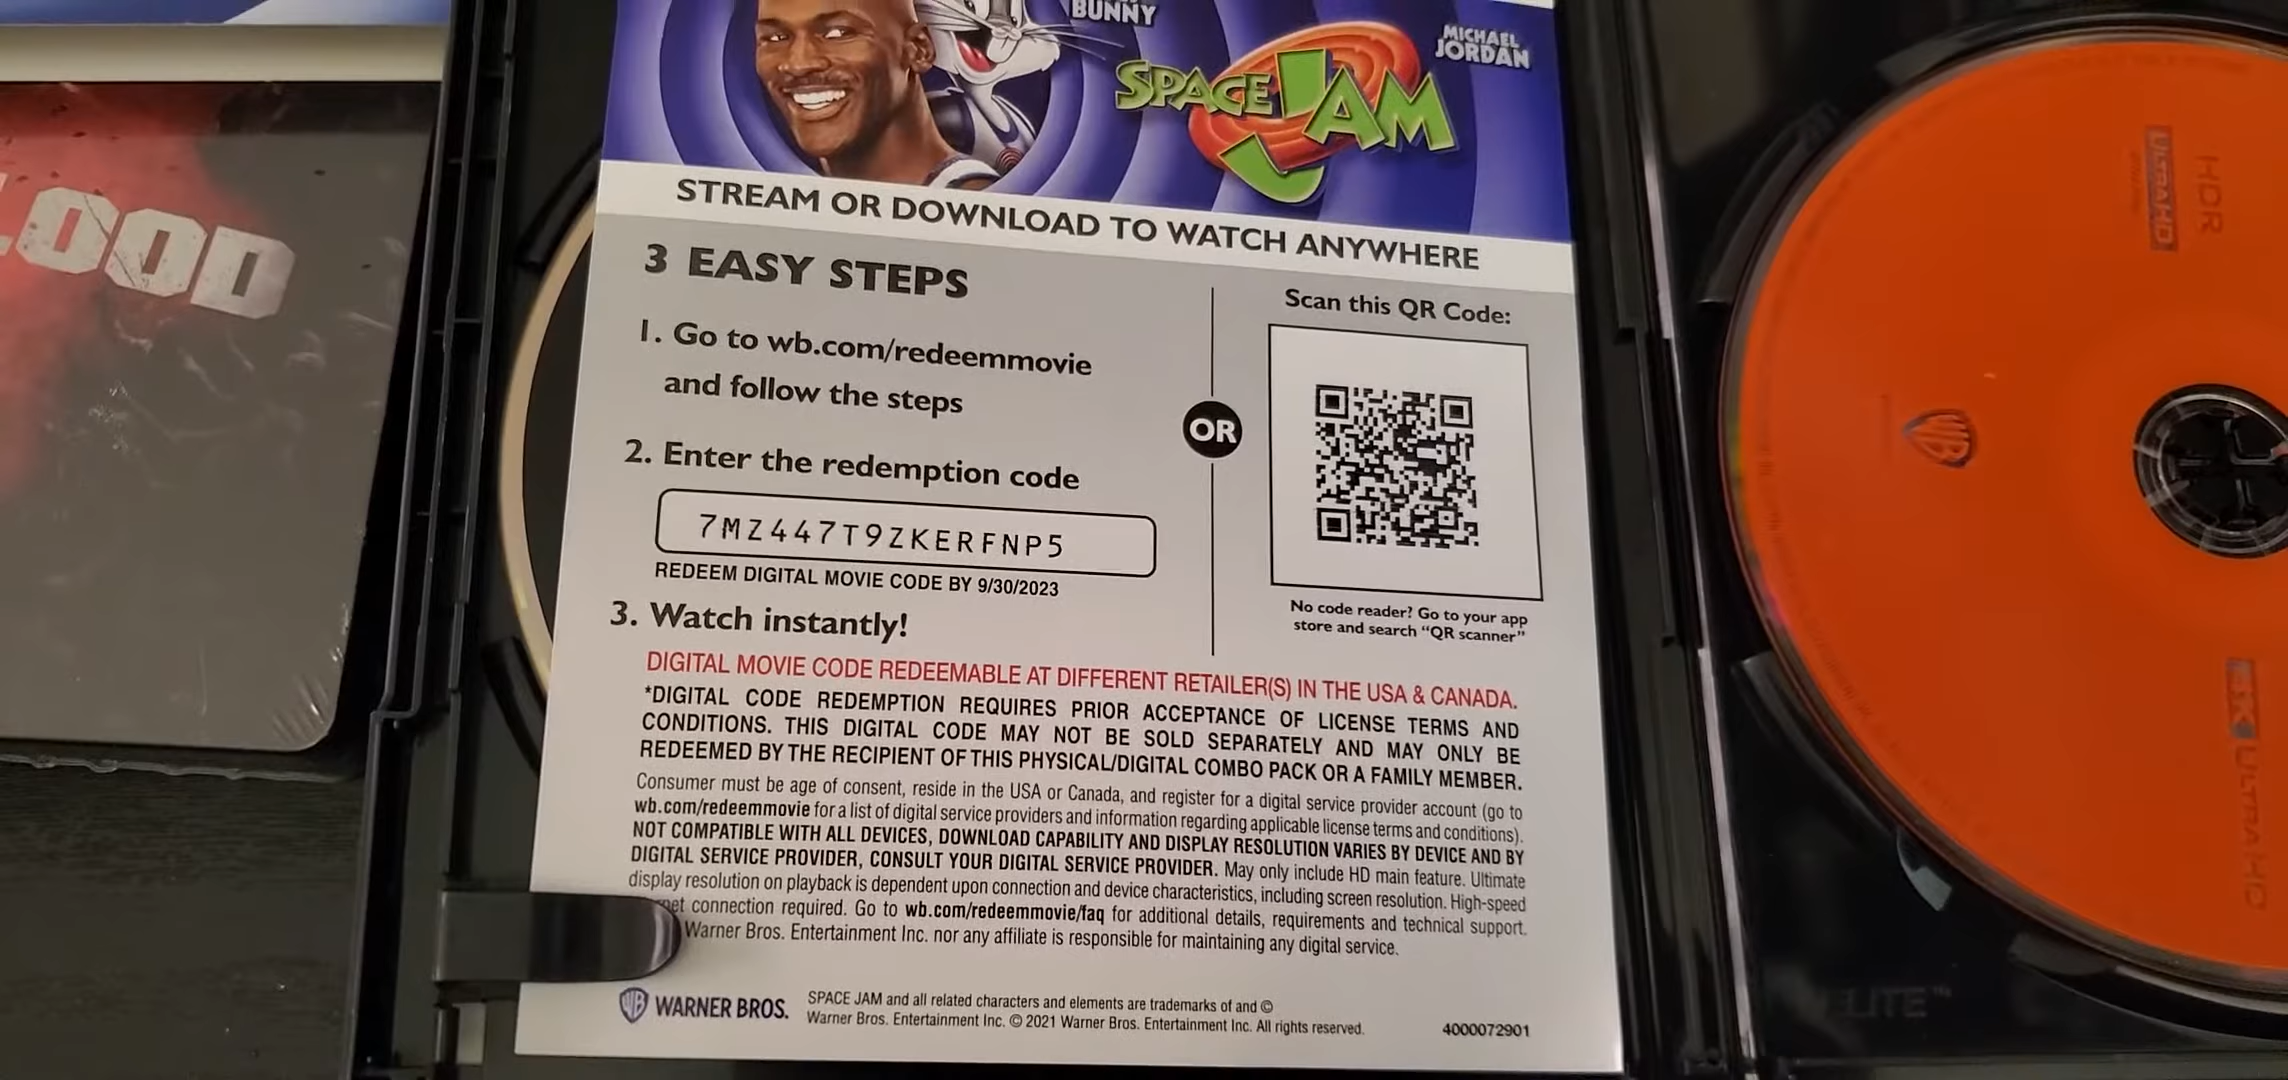 BUNNY
MICHAEL
JORDAN
SPACE JAM
STREAM OR DOWNLOAD TO WATCH ANYWHERE
3 EASY STEPS
1. Go to wb.com/redeemmovie
and follow the steps
2. Enter the redemption code
7MZ447T9ZKERFNP5
REDEEM DIGITAL MOVIE CODE BY 9/30/2023
3. Watch instantly!
OR
Scan this QR Code:
No code reader? Go to your app
store and search “QR scanner”
DIGITAL MOVIE CODE REDEEMABLE AT DIFFERENT RETAILER(S) IN THE USA & CANADA.
*DIGITAL CODE REDEMPTION REQUIRES PRIOR ACCEPTANCE OF LICENSE TERMS AND
CONDITIONS. THIS DIGITAL CODE MAY NOT BE SOLD SEPARATELY AND MAY ONLY BE
REDEEMED BY THE RECIPIENT OF THIS PHYSICAL/DIGITAL COMBO PACK OR A FAMILY MEMBER.
Consumer must be age of consent, reside in the USA or Canada, and register for a digital service provider account (go to
wb.com/redeemmovie for a list of digital service providers and information regarding applicable license terms and conditions).
NOT COMPATIBLE WITH ALL DEVICES, DOWNLOAD CAPABILITY AND DISPLAY RESOLUTION VARIES BY DEVICE AND BY
DIGITAL SERVICE PROVIDER, CONSULT YOUR DIGITAL SERVICE PROVIDER. May only include HD main feature. Ultimate
display resolution on playback is dependent upon connection and device characteristics, including screen resolution. High-speed
net connection required. Go to wb.com/redeemmovie/faq for additional details, requirements and technical support.
Warner Bros. Entertainment Inc. nor any affiliate is responsible for maintaining any digital service.
WB WARNER BROS.
SPACE JAM and all related characters and elements are trademarks of and ©
Warner Bros. Entertainment Inc. © 2021 Warner Bros. Entertainment Inc. All rights reserved.
4000072901
LOOD
HDR
ULTRAHD
WB
4K ULTRA HD
ELITE™